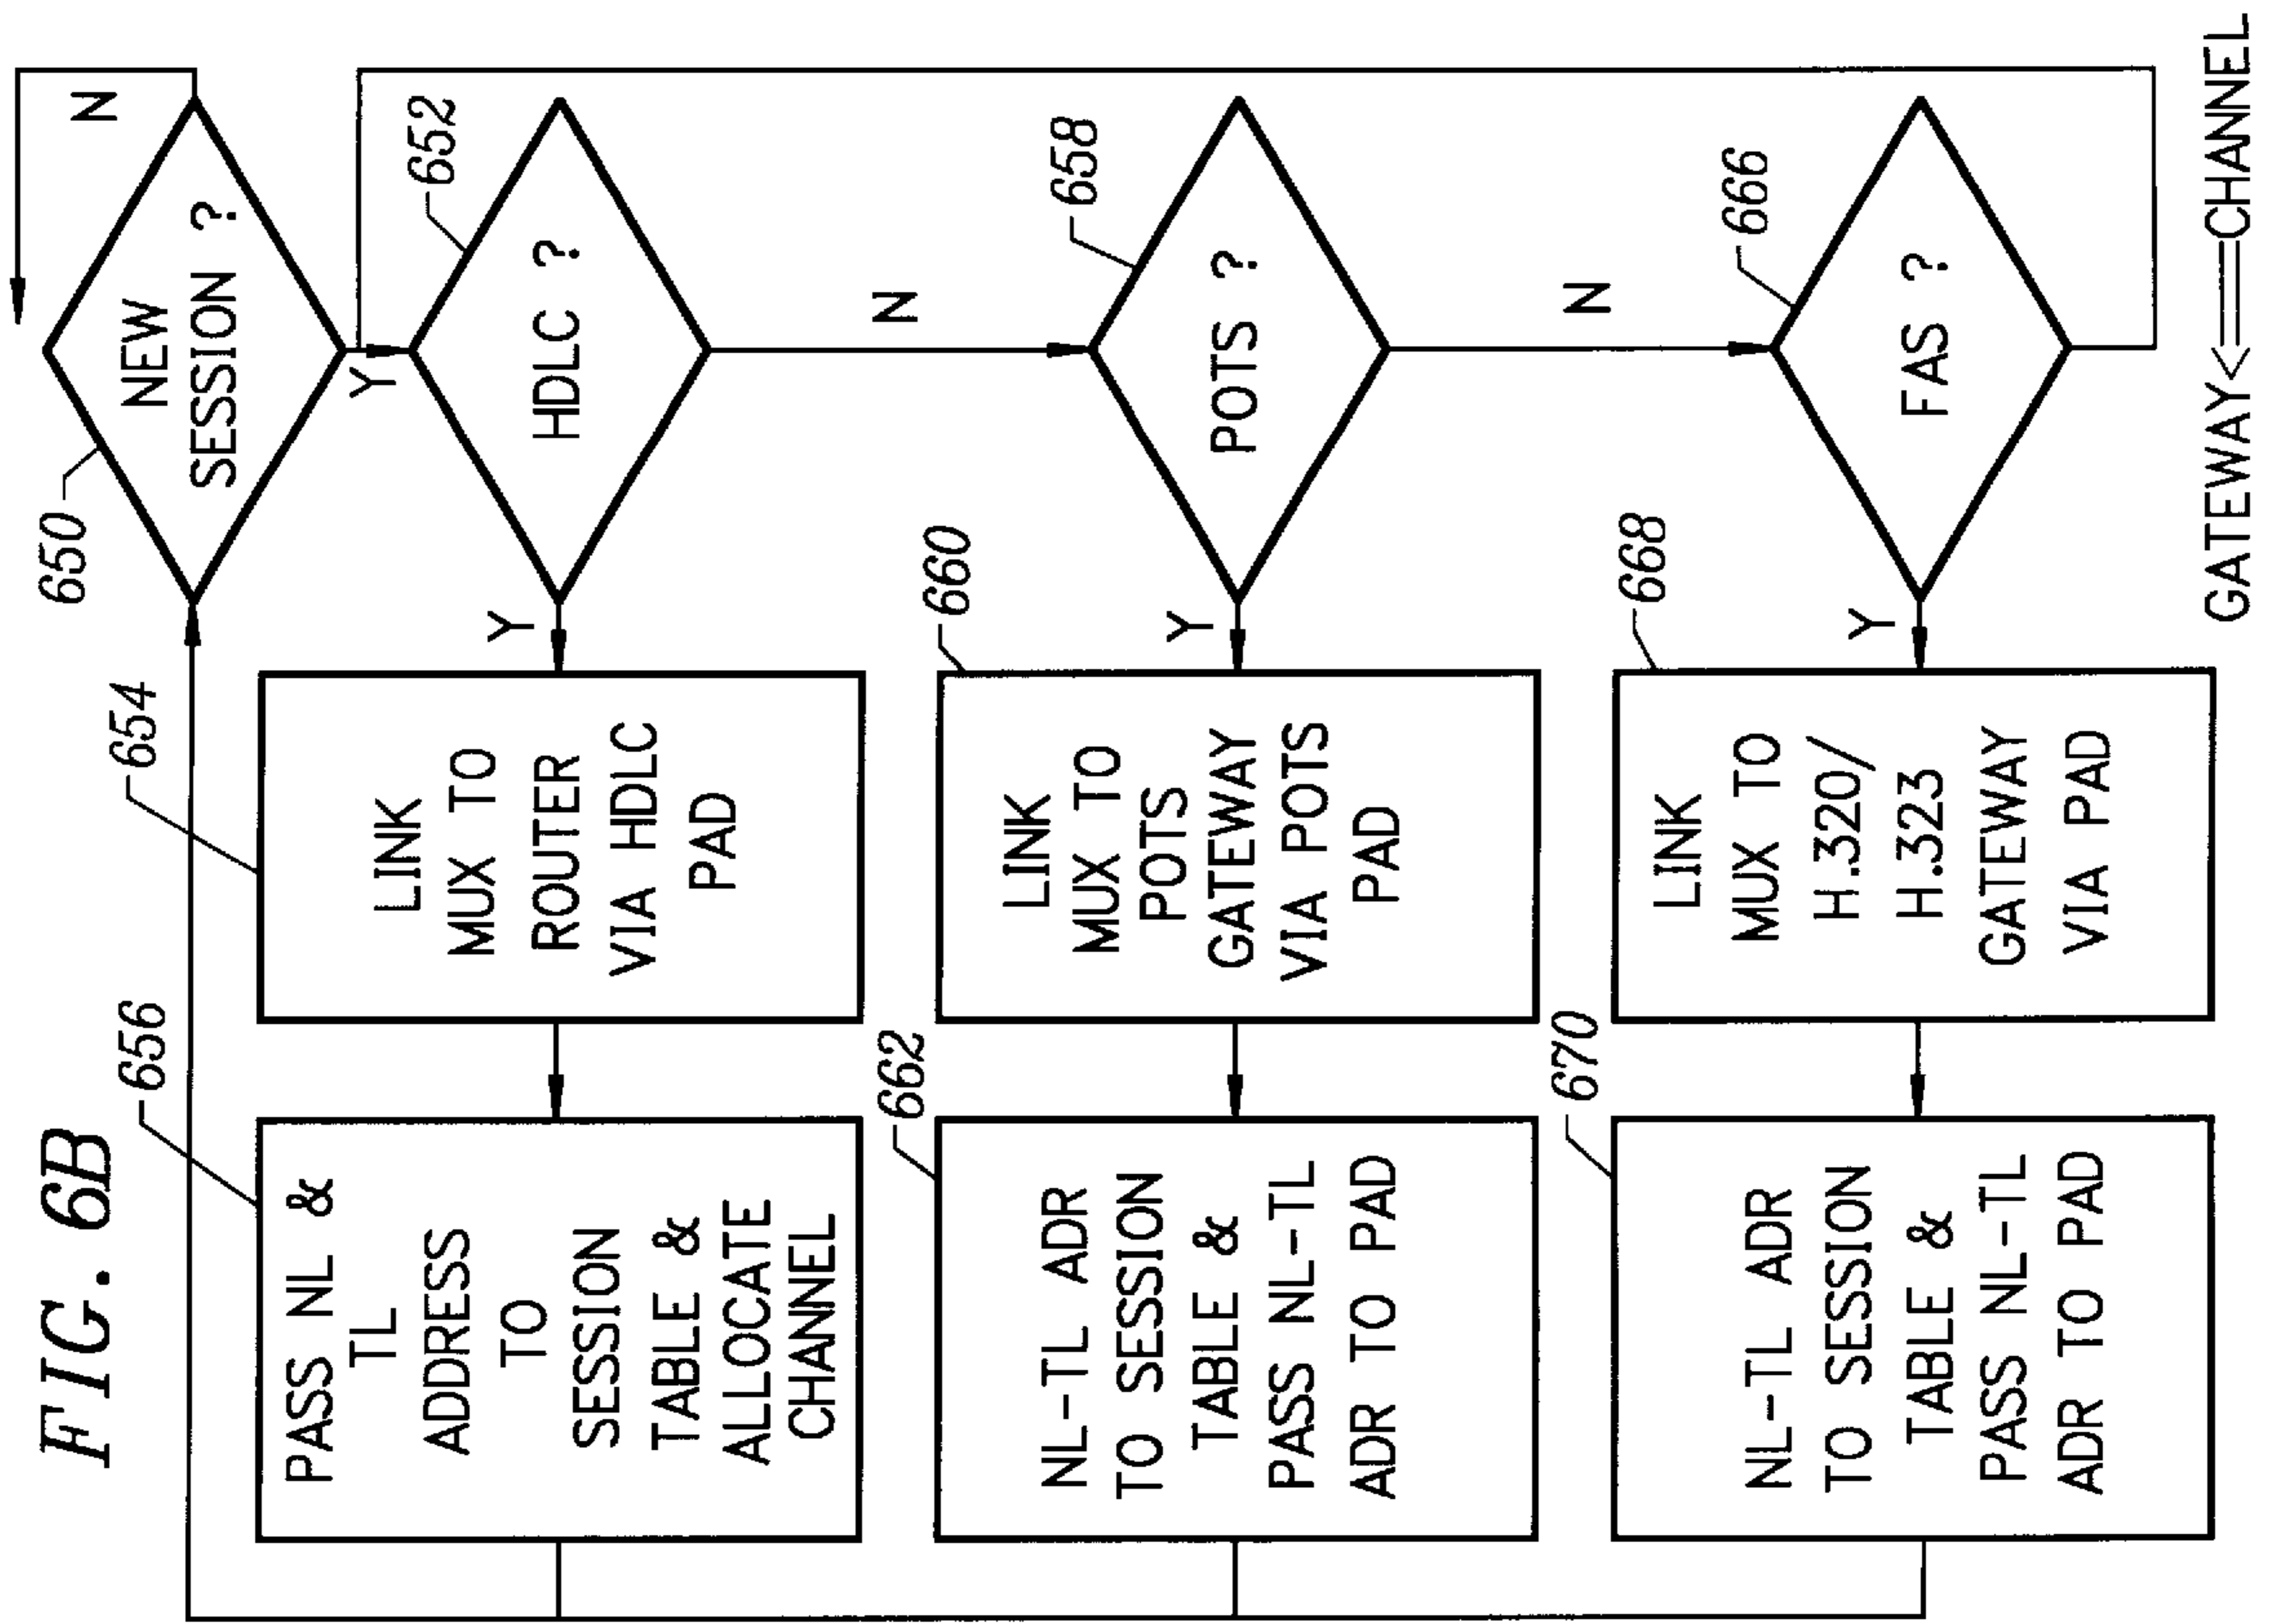 FIG. 6B
650
NEW
SESSION ?
N
Y
652
HDLC ?
Y
N
654
LINK
MUX TO
ROUTER
VIA HDLC
PAD
656
PASS NL &
TL
ADDRESS
TO
SESSION
TABLE &
ALLOCATE
CHANNEL
658
POTS ?
Y
N
660
LINK
MUX TO
POTS
GATEWAY
VIA POTS
PAD
662
NL-TL ADR
TO SESSION
TABLE &
PASS NL-TL
ADR TO PAD
666
FAS ?
Y
668
LINK
MUX TO
H.320/
H.323
GATEWAY
VIA PAD
670
NL-TL ADR
TO SESSION
TABLE &
PASS NL-TL
ADR TO PAD
GATEWAY<==CHANNEL